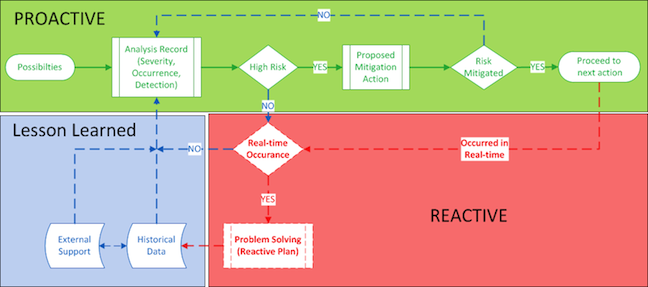 PROACTIVE
NO
Possibilties
Analysis Record
(Severity,
Occurrence,
Detection)
High Risk
YES
Proposed
Mitigation
Action
Risk
Mitigated
YES
Proceed to
next action
NO
Lesson Learned
NO
Real-time
Occurance
Occurred in
Real-time
YES
REACTIVE
External
Support
Historical
Data
Problem Solving
(Reactive Plan)